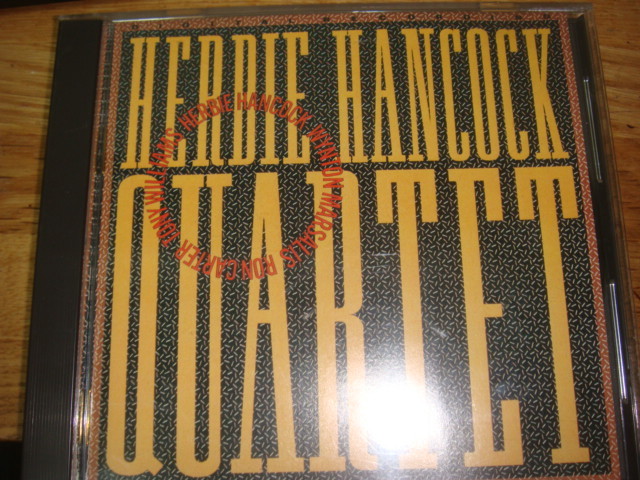 HERBIE HANCOCK
QUARTET
HERBIE HANCOCK WYNTON MARSALIS RON CARTER TONY WILLIAMS